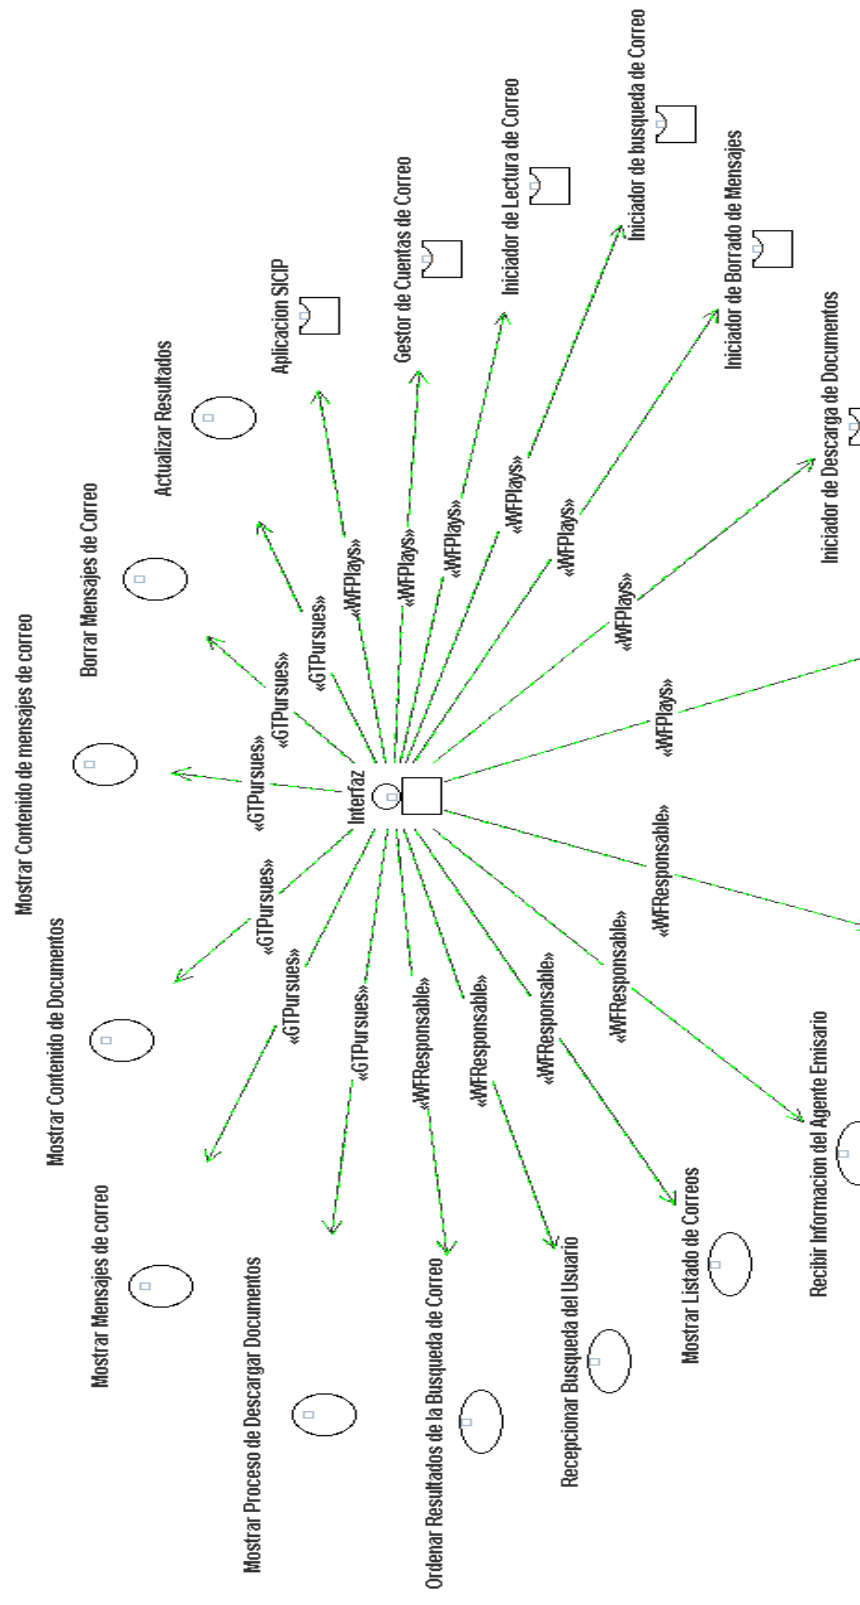 Mostrar Contenido de mensajes de correo
Mostrar Contenido de Documentos
Borrar Mensajes de Correo
Mostrar Mensajes de correo
Actualizar Resultados
Mostrar Proceso de Descargar Documentos
Aplicacion SICIP
«GTPursues»
«GTPursues»
«GTPursues»
«GTPursues»
«GTPursues»
«GTPursues»
Interfaz
Gestor de Cuentas de Correo
Iniciador de Lectura de Correo
Iniciador de busqueda de Correo
Iniciador de Borrado de Mensajes
Iniciador de Descarga de Documentos
«WFPlays»
«WFPlays»
«WFPlays»
«WFPlays»
«WFPlays»
«WFPlays»
«WFPlays»
«WFResponsable»
«WFResponsable»
«WFResponsable»
«WFResponsable»
«WFResponsable»
Ordenar Resultados de la Busqueda de Correo
Recepcionar Busqueda del Usuario
Mostrar Listado de Correos
Recibir Informacion del Agente Emisario